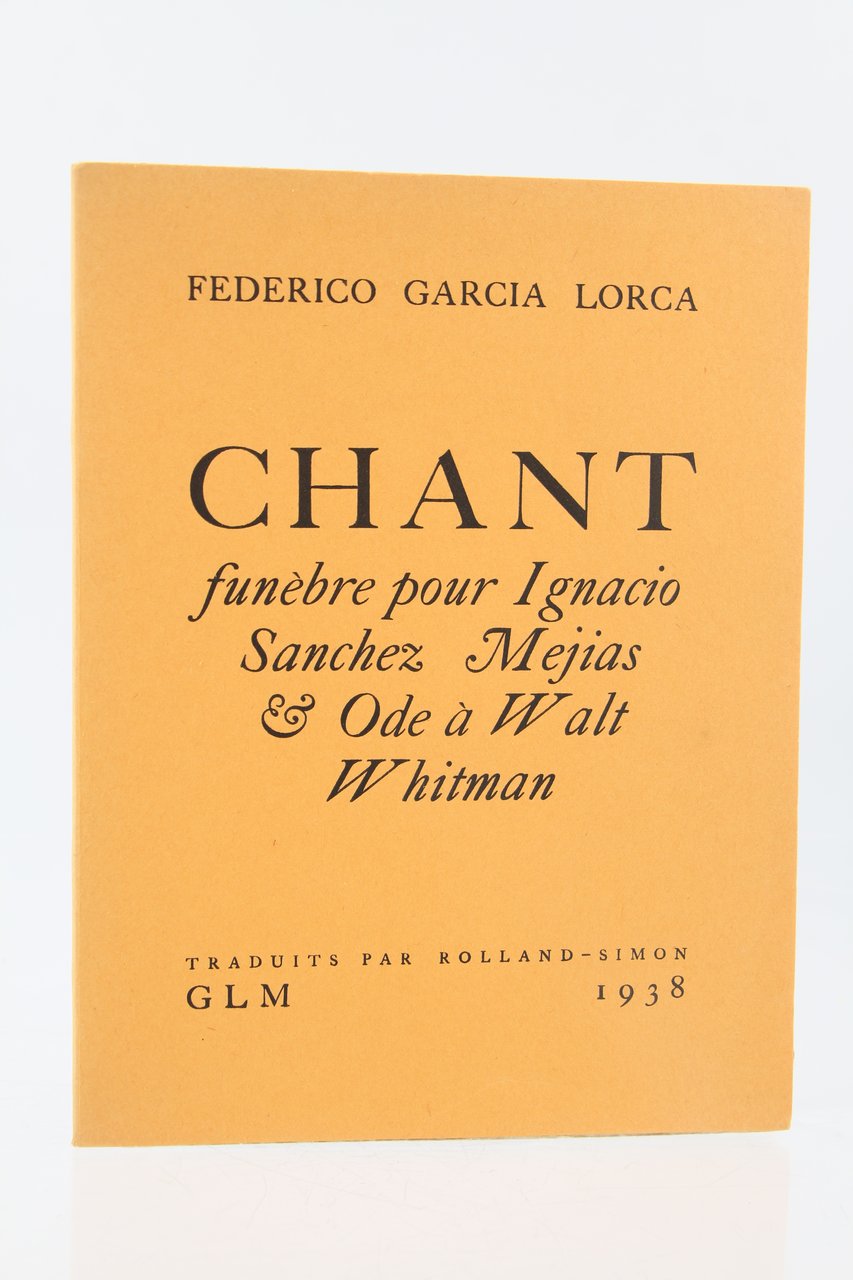 FEDERICO GARCIA LORCA
CHANT
funèbre pour Ignacio
Sanchez Mejias
& Ode à Walt
Whitman
TRADUITS PAR ROLLAND-SIMON
GLM 1938